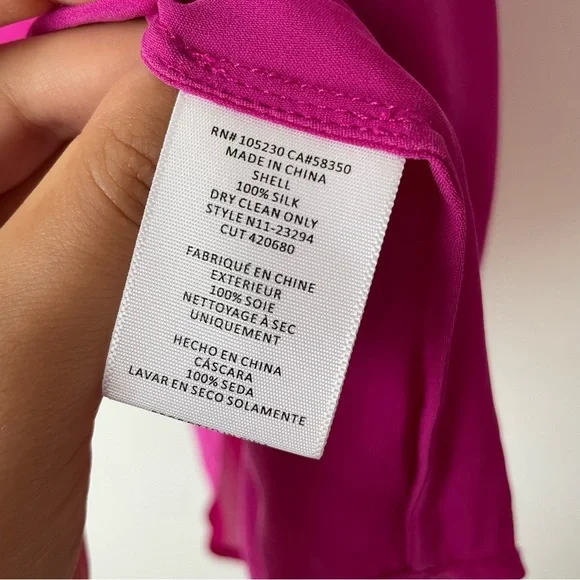 RN# 105230 CA#58350
MADE IN CHINA
SHELL
100% SILK
DRY CLEAN ONLY
STYLE N11-23294
CUT 420680
FABRIQUÉ EN CHINE
EXTERIEUR
100% SOIE
NETTOYAGE À SEC
UNIQUEMENT
HECHO EN CHINA
CÁSCARA
100% SEDA
LAVAR EN SECO SOLAMENTE